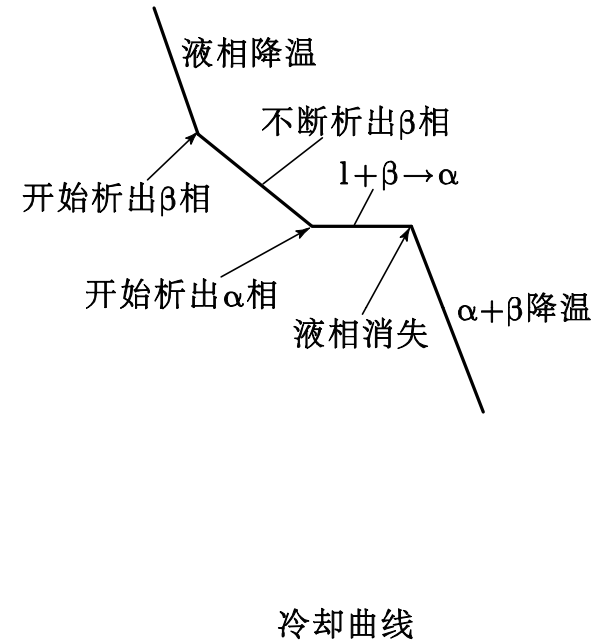 液相降温
不断析出β相
l+β→α
开始析出β相
开始析出α相
液相消失
α+β降温
冷却曲线